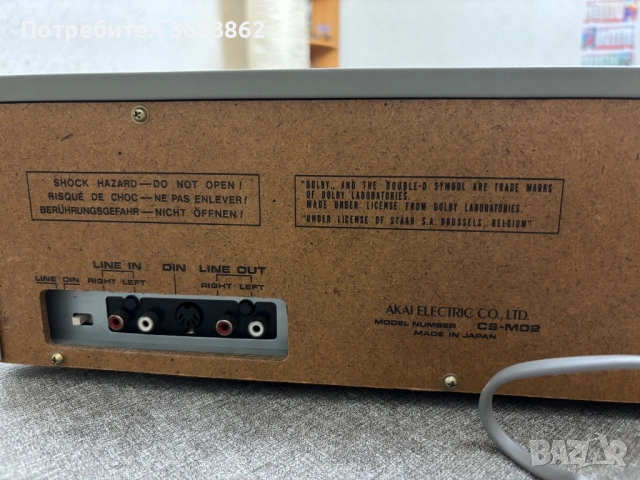 Потребител 5683862
SHOCK HAZARD—DO NOT OPEN!
RISQUÉ DE CHOC—NE PAS ENLEVER!
BERÜHRUNGSGEFAHR—NICHT ÖFFNEN!
"DOLBY,, AND THE DOUBLE-D SYMBOL ARE TRADE MARKS
OF DOLBY LABORATORIES.
MADE UNDER LICENSE FROM DOLBY LABORATORIES.
"UNDER LICENSE OF STAAR S.A. BRUSSELS, BELGIUM"
LINE IN DIN LINE OUT
LINE DIN RIGHT LEFT RIGHT LEFT
AKAI ELECTRIC CO., LTD.
MODEL NUMBER CS-M02
MADE IN JAPAN
BAZAR